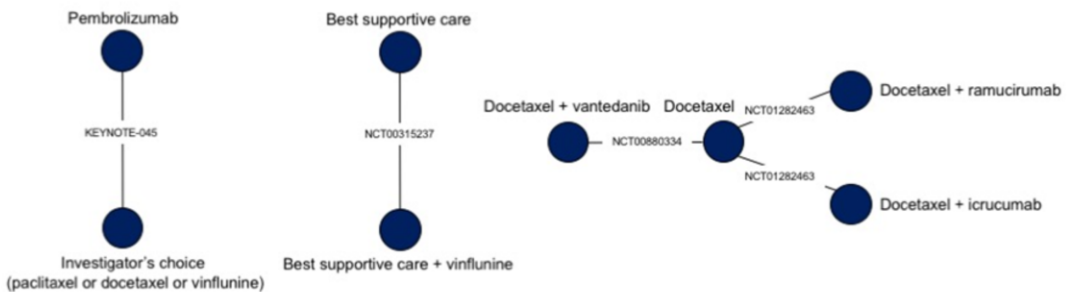 Pembrolizumab
KEYNOTE-045
Investigator's choice
(paclitaxel or docetaxel or vinflunine)
Best supportive care
NCT00315237
Best supportive care + vinflunine
Docetaxel + vantedanib
NCT00880334
Docetaxel
NCT01282463
Docetaxel + ramucirumab
NCT01282463
Docetaxel + icrucumab